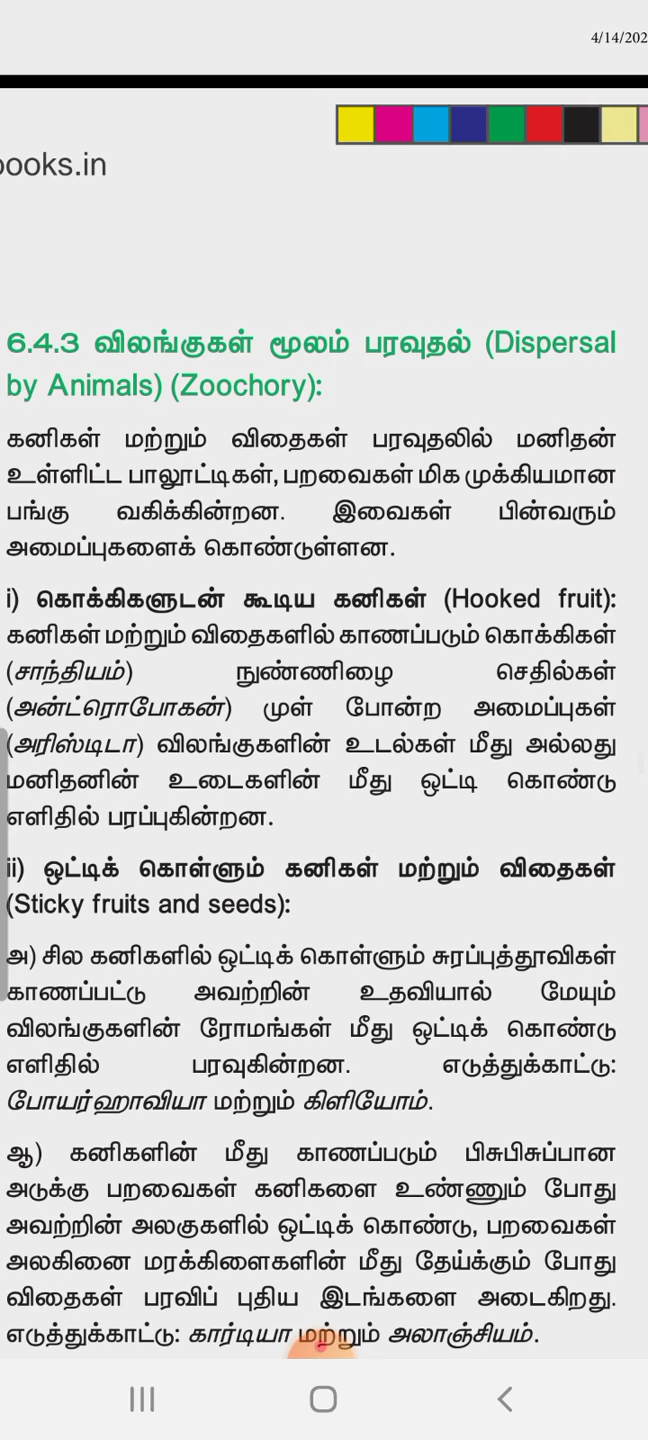 4/14/202
ooks.in
6.4.3 விலங்குகள் மூலம் பரவுதல் (Dispersal
by Animals) (Zoochory):
கனிகள் மற்றும் விதைகள் பரவுதலில் மனிதன்
உள்ளிட்ட பாலூட்டிகள், பறவைகள் மிக முக்கியமான
பங்கு வகிக்கின்றன. இவைகள் பின்வரும்
அமைப்புகளைக் கொண்டுள்ளன.
i) கொக்கிகளுடன் கூடிய கனிகள் (Hooked fruit):
கனிகள் மற்றும் விதைகளில் காணப்படும் கொக்கிகள்
(சாந்தியம்) நுண்ணிழை செதில்கள்
(அன்ட்ரொபோகன்) முள் போன்ற அமைப்புகள்
(அரிஸ்டிடா) விலங்குகளின் உடல்கள் மீது அல்லது
மனிதனின் உடைகளின் மீது ஒட்டி கொண்டு
எளிதில் பரப்புகின்றன.
ii) ஒட்டிக் கொள்ளும் கனிகள் மற்றும் விதைகள்
(Sticky fruits and seeds):
அ) சில கனிகளில் ஒட்டிக் கொள்ளும் சுரப்புத்தூவிகள்
காணப்பட்டு அவற்றின் உதவியால் மேயும்
விலங்குகளின் ரோமங்கள் மீது ஒட்டிக் கொண்டு
எளிதில் பரவுகின்றன. எடுத்துக்காட்டு:
போயர்ஹாவியா மற்றும் கிளியோம்.
ஆ) கனிகளின் மீது காணப்படும் பிசுபிசுப்பான
அடுக்கு பறவைகள் கனிகளை உண்ணும் போது
அவற்றின் அலகுகளில் ஒட்டிக் கொண்டு, பறவைகள்
அலகினை மரக்கிளைகளின் மீது தேய்க்கும் போது
விதைகள் பரவிப் புதிய இடங்களை அடைகிறது.
எடுத்துக்காட்டு: கார்டியா மற்றும் அலாஞ்சியம்.